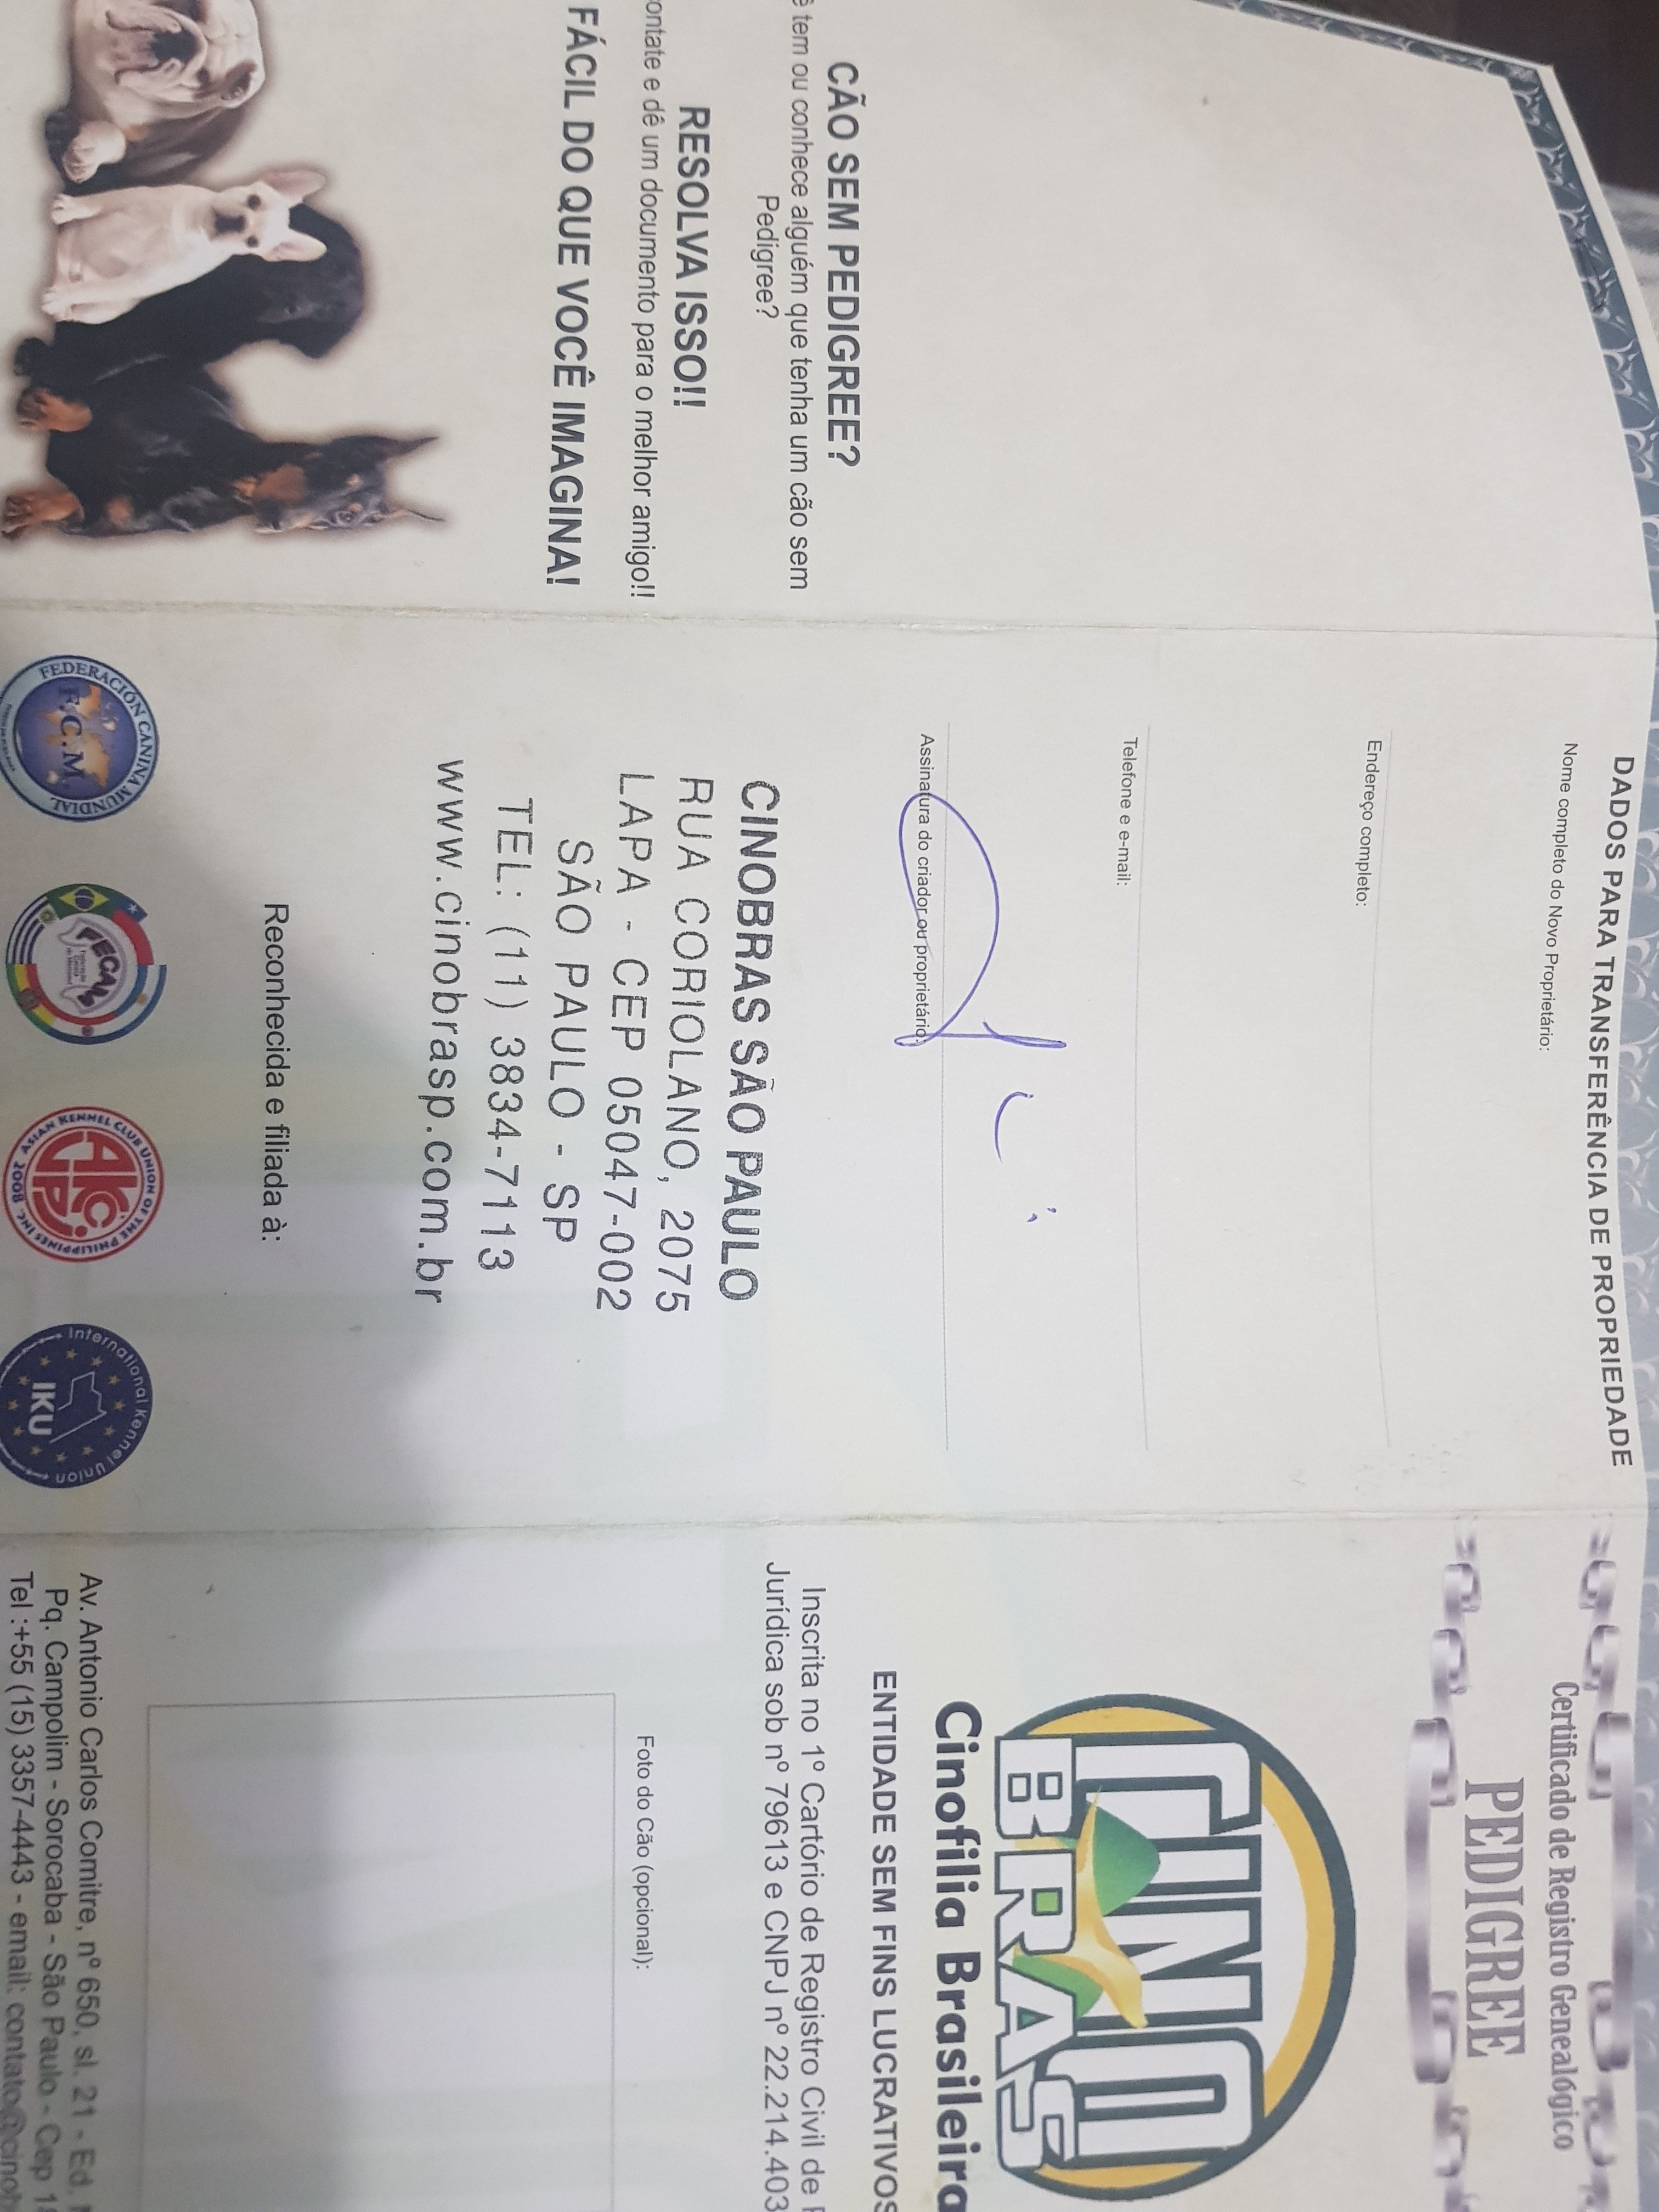 CÃO SEM PEDIGREE?
tem ou conhece alguém que tenha um cão sem
Pedigree?
RESOLVA ISSO!!
e dê um documento para o melhor amigo!!
FÁCIL DO QUE VOCÊ IMAGINA!
DADOS PARA TRANSFERÊNCIA DE PROPRIEDADE
Nome completo do Novo Proprietário:
Endereço completo:
Telefone e e-mail:
Assinatura do criador ou proprietário:
CINOBRAS SÃO PAULO
RUA CORIOLANO, 2075
LAPA - CEP 05047-002
SÃO PAULO - SP
TEL: (11) 3834-7113
www.cinobrasp.com.br
Reconhecida e filiada à:
FEDERACIÓN CANINA MUNDIAL
F.C.M.
FECAM
ASIAN KENNEL CLUB UNION OF THE PHILIPPINES INC. 2008
AKCUPI
International Kennel Union
IKU
Certificado de Registro Genealógico
PEDIGREE
CINO
BRAS
Cinofilia Brasileira
ENTIDADE SEM FINS LUCRATIVOS
Inscrita no 1º Cartório de Registro Civil de
Jurídica sob nº 79613 e CNPJ nº 22.214.403
Foto do Cão (opcional):
Av. Antonio Carlos Comitre, nº 650, sl. 21 - Ed.
Pq. Campolim - Sorocaba - São Paulo - Cep
Tel :+55 (15) 3357-4443 - email: